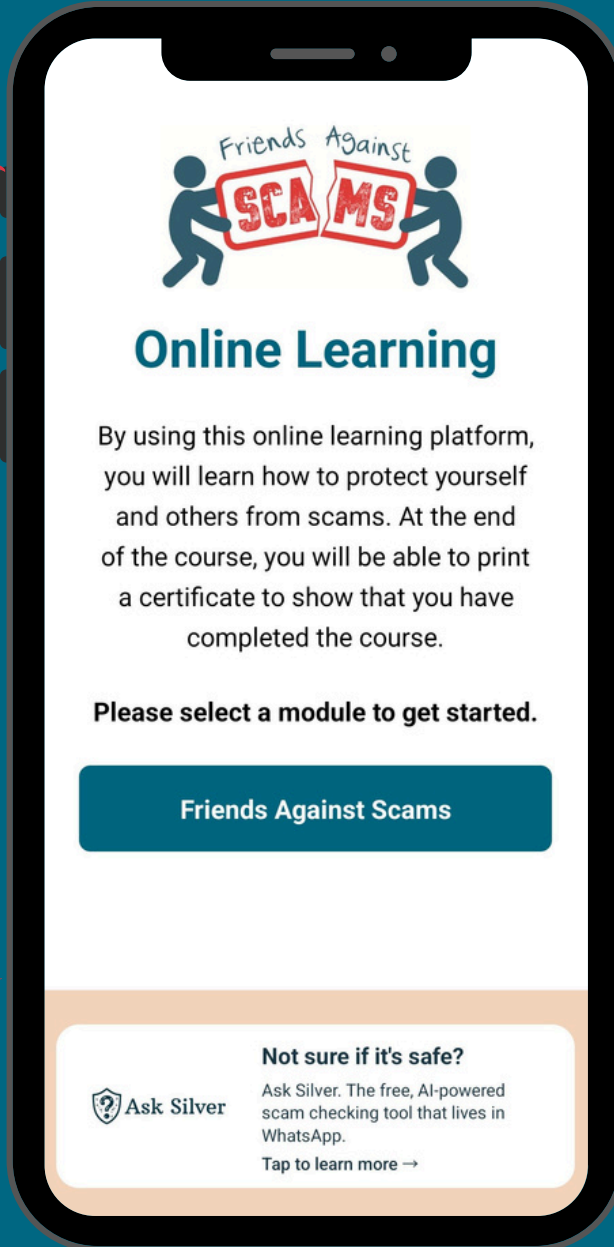 Friends Against
SCAMS
Online Learning
By using this online learning platform,
you will learn how to protect yourself
and others from scams. At the end
of the course, you will be able to print
a certificate to show that you have
completed the course.
Please select a module to get started.
Friends Against Scams
Not sure if it's safe?
Ask Silver
Ask Silver. The free, AI-powered
scam checking tool that lives in
WhatsApp.
Tap to learn more →